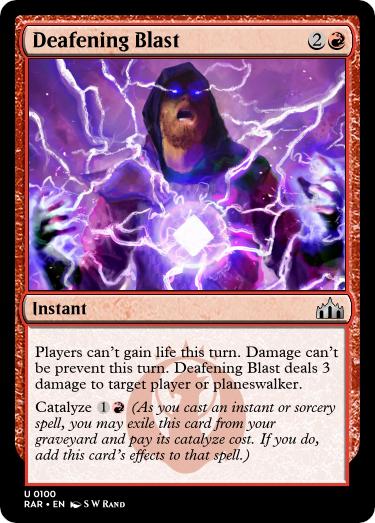 Deafening Blast 2
Instant
Players can't gain life this turn. Damage can't
be prevent this turn. Deafening Blast deals 3
damage to target player or planeswalker.
Catalyze 1 (As you cast an instant or sorcery
spell, you may exile this card from your
graveyard and pay its catalyze cost. If you do,
add this card's effects to that spell.)
U 0100
RAR • EN S W Rand